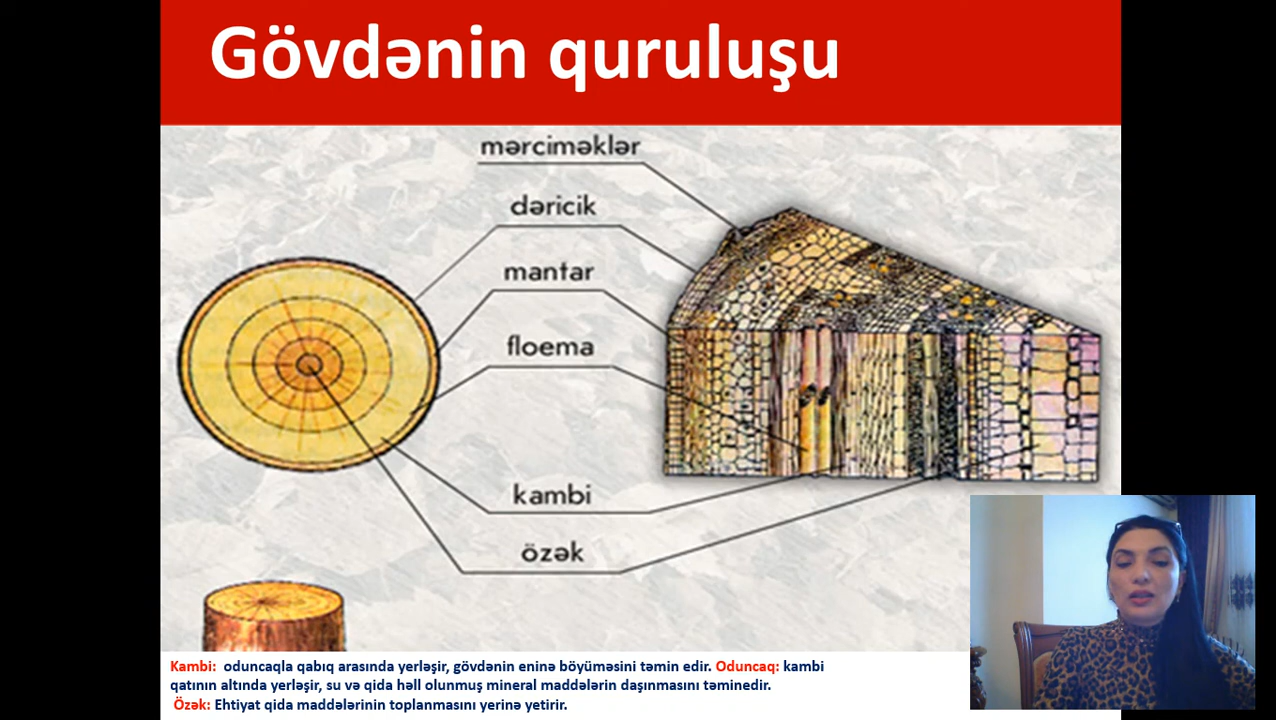 Gövdənin quruluşu
mərciməklər
dəricik
mantar
floema
kambi
özək
Kambi: oduncaqla qabıq arasında yerləşir, gövdənin eninə böyüməsini təmin edir. Oduncaq: kambi
qatının altında yerləşir, su və qida həll olunmuş mineral maddələrin daşınmasını təminedir.
Özək: Ehtiyat qida maddələrinin toplanmasını yerinə yetirir.